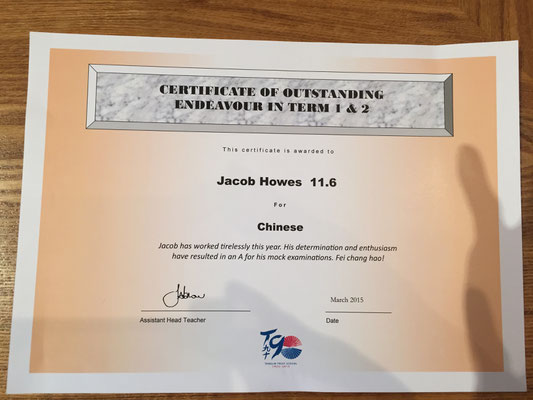 CERTIFICATE OF OUTSTANDING
ENDEAVOUR IN TERM 1 & 2
This certificate is awarded to
Jacob Howes 11.6
For
Chinese
Jacob has worked tirelessly this year. His determination and enthusiasm
have resulted in an A for his mock examinations. Fei chang hao!
March 2015
Assistant Head Teacher
Date